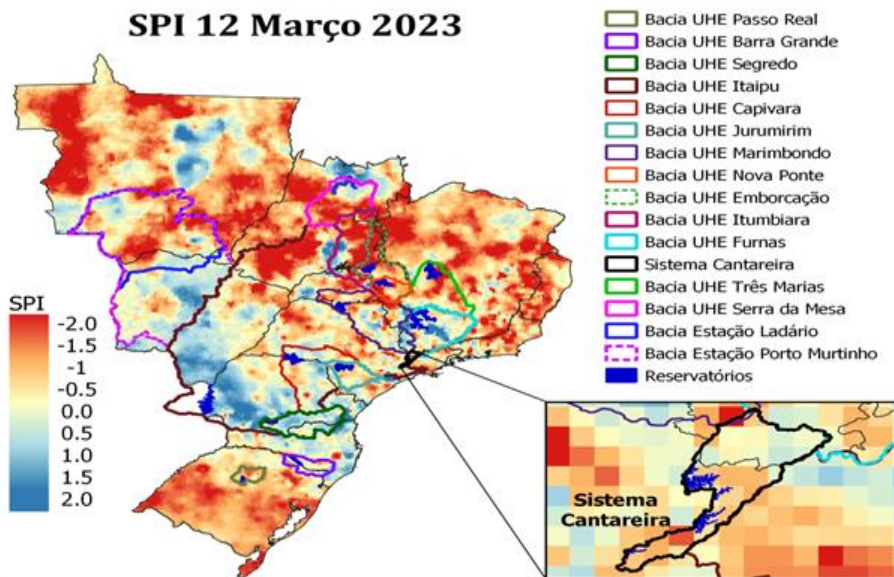 SPI 12 Março 2023
Bacia UHE Passo Real
Bacia UHE Barra Grande
Bacia UHE Segredo
Bacia UHE Itaipu
Bacia UHE Capivara
Bacia UHE Jurumirim
Bacia UHE Marimbondo
Bacia UHE Nova Ponte
Bacia UHE Emborcação
Bacia UHE Itumbiara
Bacia UHE Furnas
Sistema Cantareira
Bacia UHE Três Marias
Bacia UHE Serra da Mesa
Bacia Estação Ladário
Bacia Estação Porto Murtinho
Reservatórios
SPI
-2.0
-1.5
-1
-0.5
0.0
0.5
1.0
1.5
2.0
Sistema
Cantareira